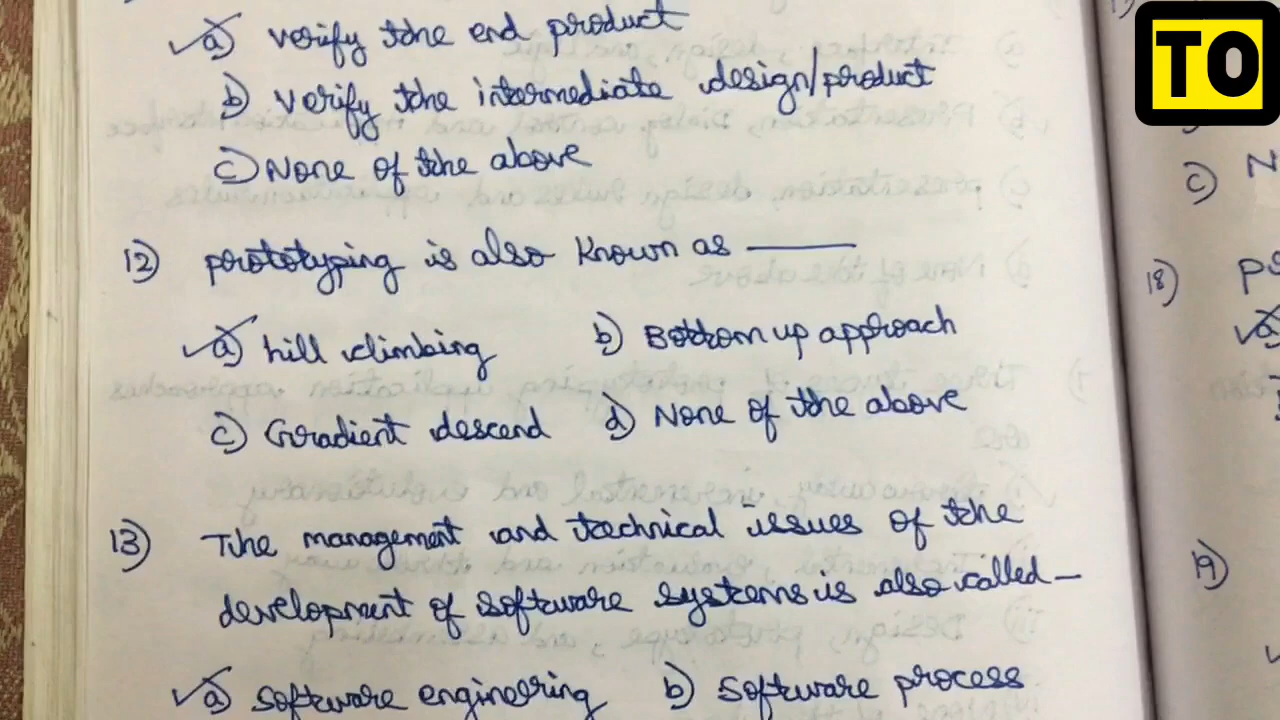 a) verify the end product
b) verify the intermediate design/product
c) None of the above
12) prototyping is also known as ———
a) hill climbing b) Bottom up approach
c) Gradient descend d) None of the above
13) The management and technical issues of the
development of software systems is also called —
a) software engineering b) software process
TO
c) N
18)
a)
19)